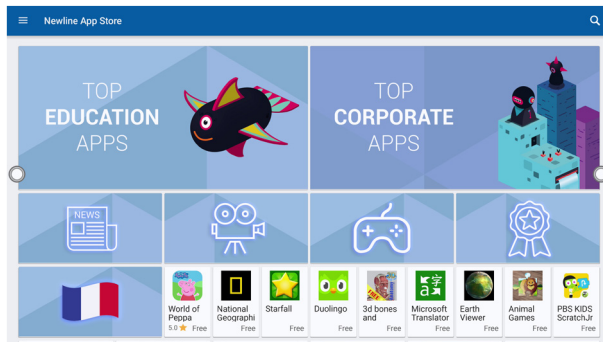 Newline App Store
TOP
EDUCATION
APPS
TOP
CORPORATE
APPS
NEWS
World of
Peppa
5.0 ★ Free
National
Geographi
Free
Starfall
Free
Duolingo
Free
3d bones
and
Free
Microsoft
Translator
Free
a字
Earth
Viewer
Free
Animal
Games
Free
PBS KIDS
ScratchJr
Free